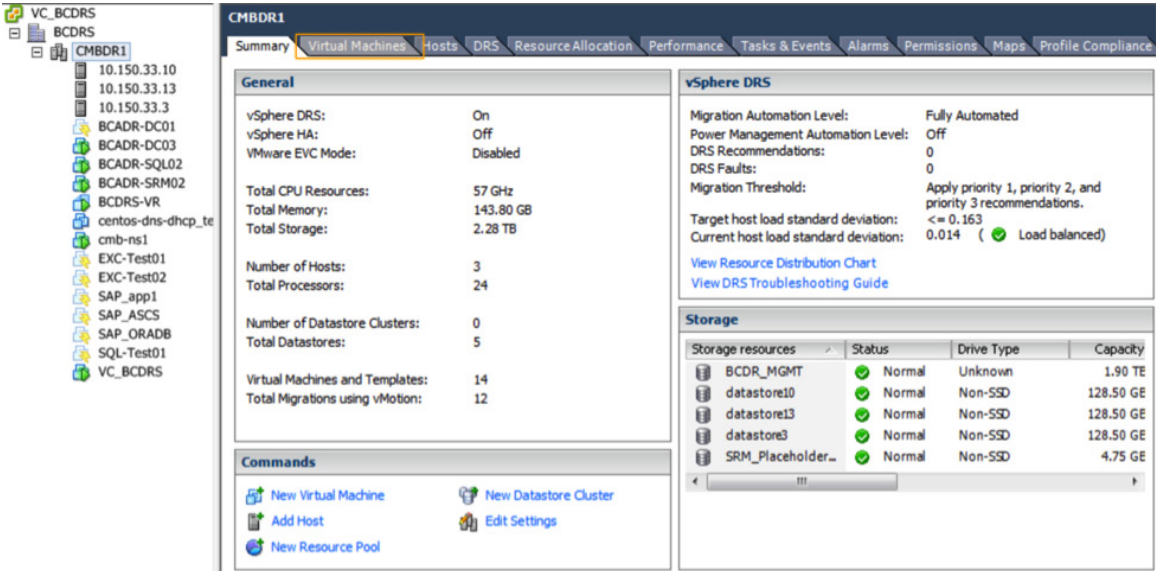 VC_BCDRS
BCDRS
CMBDR1
10.150.33.10
10.150.33.13
10.150.33.3
BCADR-DC01
BCADR-DC03
BCADR-SQL02
BCADR-SRM02
BCDRS-VR
centos-dns-dhcp_te
cmb-ns1
EXC-Test01
EXC-Test02
SAP_app1
SAP_ASCS
SAP_ORADB
SQL-Test01
VC_BCDRS
CMBDR1
Summary Virtual Machines Hosts DRS Resource Allocation Performance Tasks & Events Alarms Permissions Maps Profile Compliance
General
vSphere DRS: On
vSphere HA: Off
VMware EVC Mode: Disabled
Total CPU Resources: 57 GHz
Total Memory: 143.80 GB
Total Storage: 2.28 TB
Number of Hosts: 3
Total Processors: 24
Number of Datastore Clusters: 0
Total Datastores: 5
Virtual Machines and Templates: 14
Total Migrations using vMotion: 12
Commands
New Virtual Machine New Datastore Cluster
Add Host Edit Settings
New Resource Pool
vSphere DRS
Migration Automation Level: Fully Automated
Power Management Automation Level: Off
DRS Recommendations: 0
DRS Faults: 0
Migration Threshold: Apply priority 1, priority 2, and
priority 3 recommendations.
Target host load standard deviation: <= 0.163
Current host load standard deviation: 0.014 ( Load balanced)
View Resource Distribution Chart
View DRS Troubleshooting Guide
Storage
Storage resources Status Drive Type Capacity
BCDR_MGMT Normal Unknown 1.90 TB
datastore10 Normal Non-SSD 128.50 GB
datastore13 Normal Non-SSD 128.50 GB
datastore3 Normal Non-SSD 128.50 GB
SRM_Placeholder... Normal Non-SSD 4.75 GB